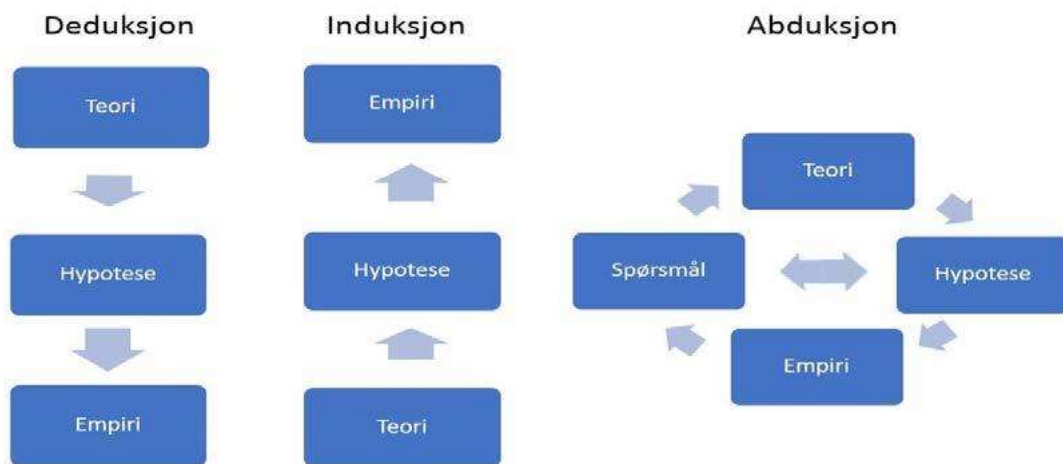 Deduksjon
Teori
Hypotese
Empiri
Induksjon
Empiri
Hypotese
Teori
Abduksjon
Teori
Spørsmål
Hypotese
Empiri